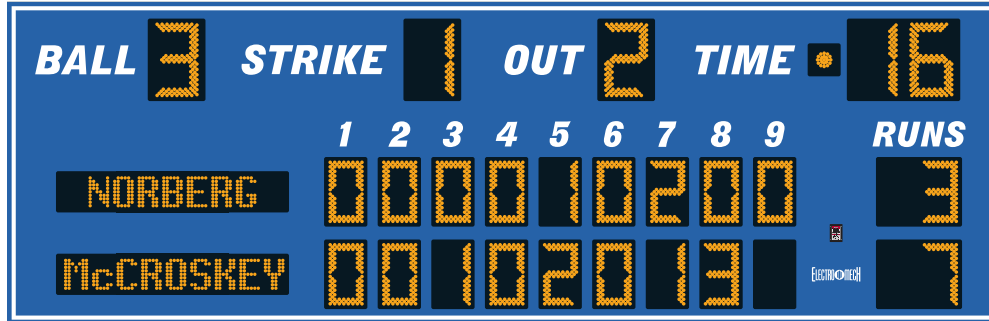 BALL 3 STRIKE 1 OUT 2 TIME 16
1 2 3 4 5 6 7 8 9 RUNS
NORBERG 0 0 0 0 1 0 2 0 0 3
McCROSKEY 0 0 1 0 2 0 1 3 7
ELECTRO-MECH